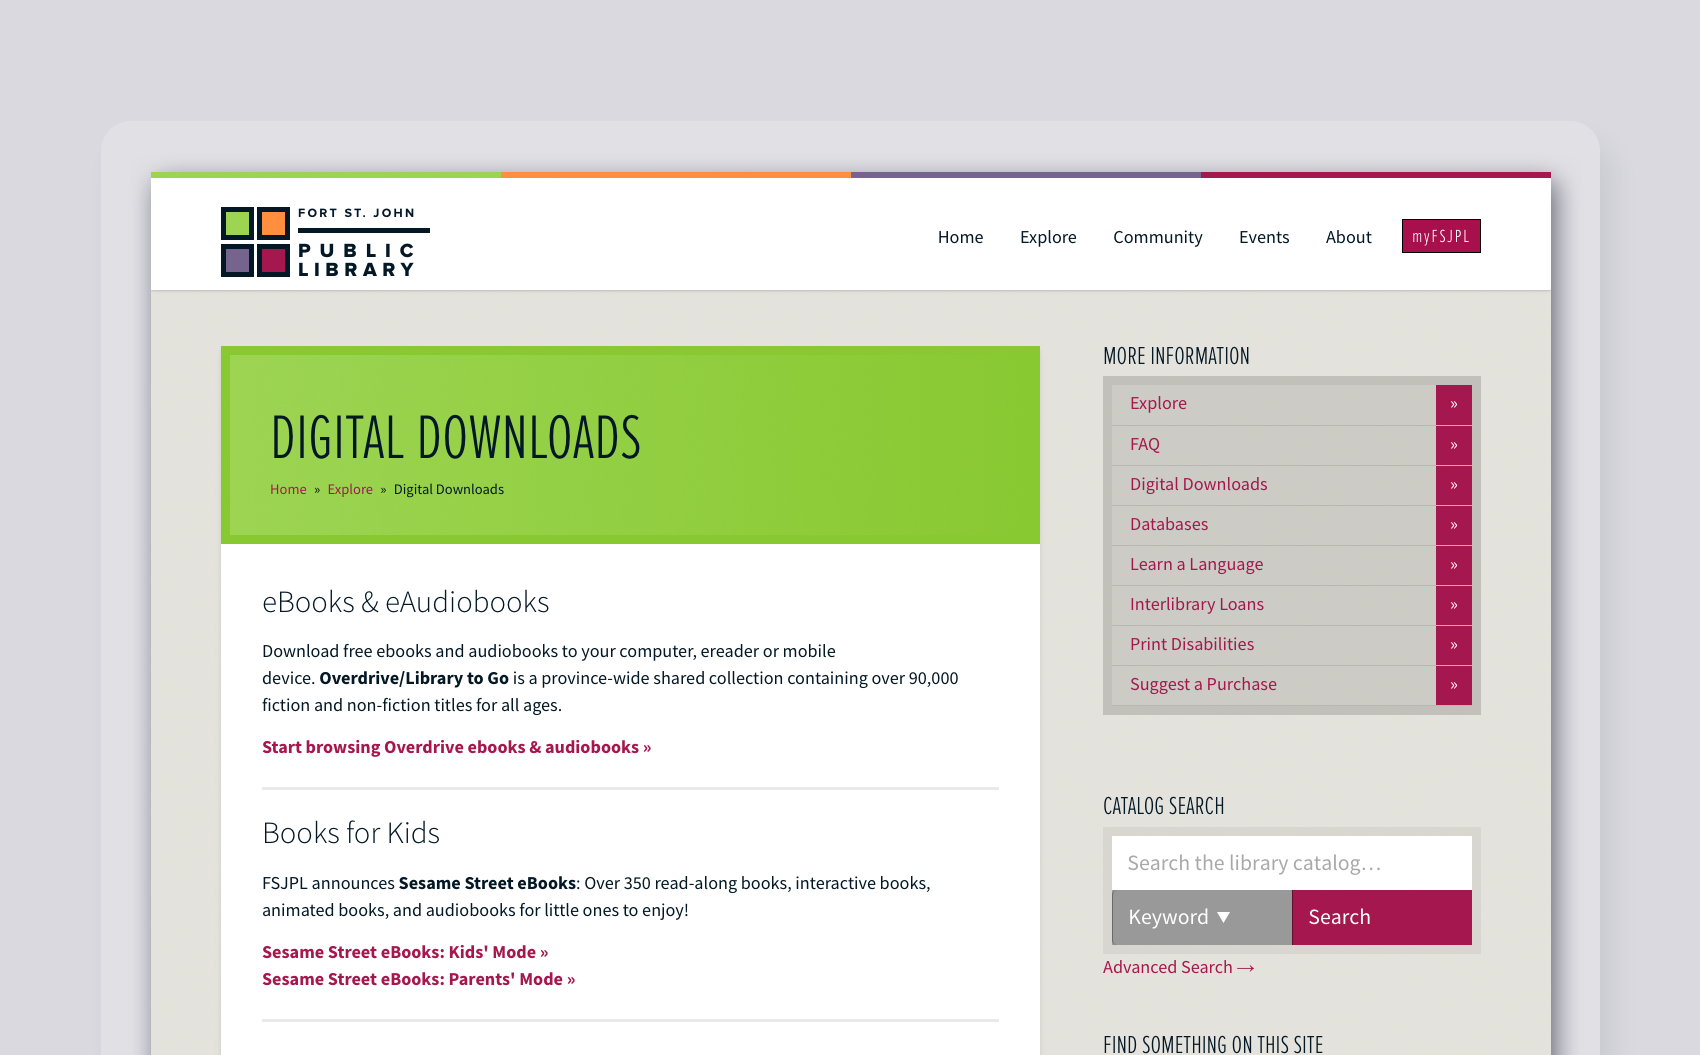 FORT ST. JOHN
PUBLIC
LIBRARY
Home Explore Community Events About myFSJPL
DIGITAL DOWNLOADS
Home » Explore » Digital Downloads
eBooks & eAudiobooks
Download free ebooks and audiobooks to your computer, ereader or mobile
device. Overdrive/Library to Go is a province-wide shared collection containing over 90,000
fiction and non-fiction titles for all ages.
Start browsing Overdrive ebooks & audiobooks »
Books for Kids
FSJPL announces Sesame Street eBooks: Over 350 read-along books, interactive books,
animated books, and audiobooks for little ones to enjoy!
Sesame Street eBooks: Kids' Mode »
Sesame Street eBooks: Parents' Mode »
MORE INFORMATION
Explore »
FAQ »
Digital Downloads »
Databases »
Learn a Language »
Interlibrary Loans »
Print Disabilities »
Suggest a Purchase »
CATALOG SEARCH
Search the library catalog…
Keyword ▼ Search
Advanced Search →
FIND SOMETHING ON THIS SITE